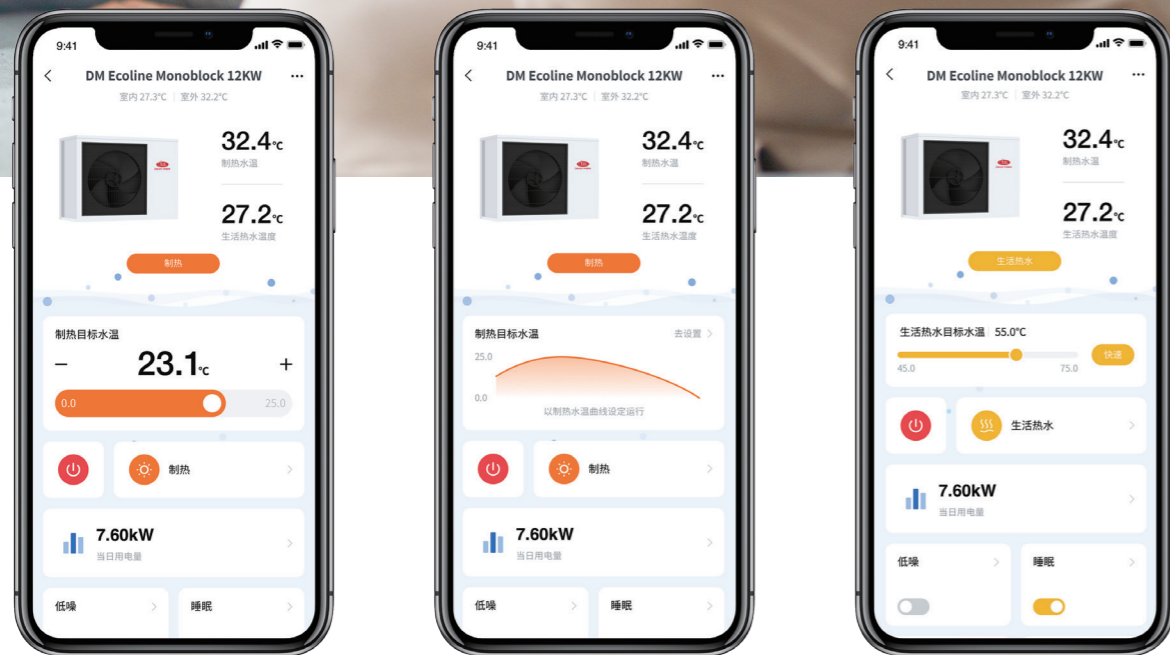 9:41
DM Ecoline Monoblock 12KW
室内 27.3℃ | 室外 32.2℃
32.4℃
制热水温
27.2℃
生活热水温度
制热
制热目标水温
− 23.1℃ +
0.0 25.0
制热
7.60kW
当日用电量
低噪
睡眠
9:41
DM Ecoline Monoblock 12KW
室内 27.3℃ | 室外 32.2℃
32.4℃
制热水温
27.2℃
生活热水温度
制热
制热目标水温 去设置
25.0
0.0
以制热水温曲线设定运行
制热
7.60kW
当日用电量
低噪
睡眠
9:41
DM Ecoline Monoblock 12KW
室内 27.3℃ | 室外 32.2℃
32.4℃
制热水温
27.2℃
生活热水温度
生活热水
生活热水目标水温 | 55.0℃
45.0 75.0
快速
生活热水
7.60kW
当日用电量
低噪
睡眠